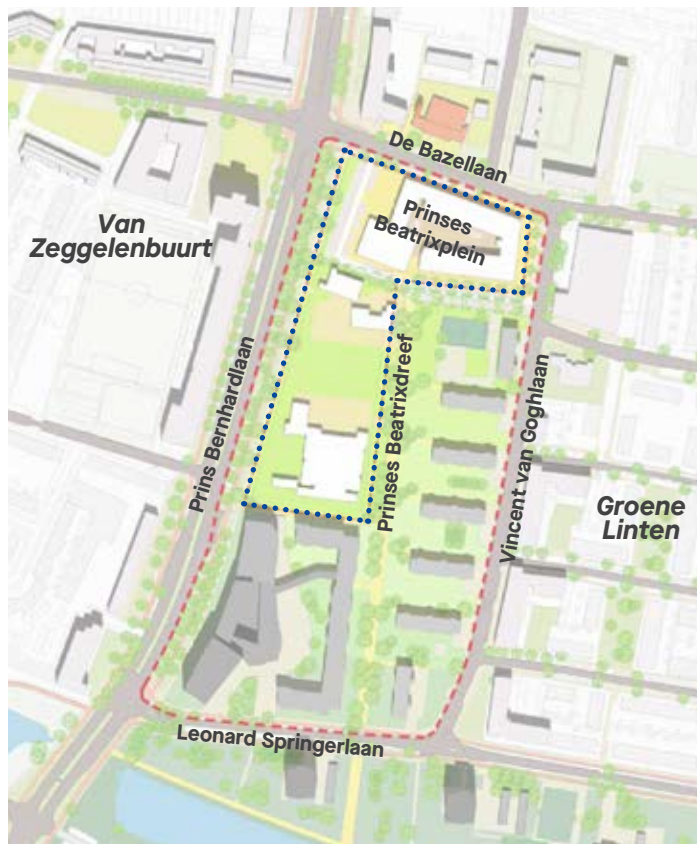 De Bazellaan
Prinses
Beatrixplein
Van
Zeggelenbuurt
Prins Bernhardlaan
Prinses Beatrixdreef
Vincent van Goghlaan
Groene
Linten
Leonard Springerlaan